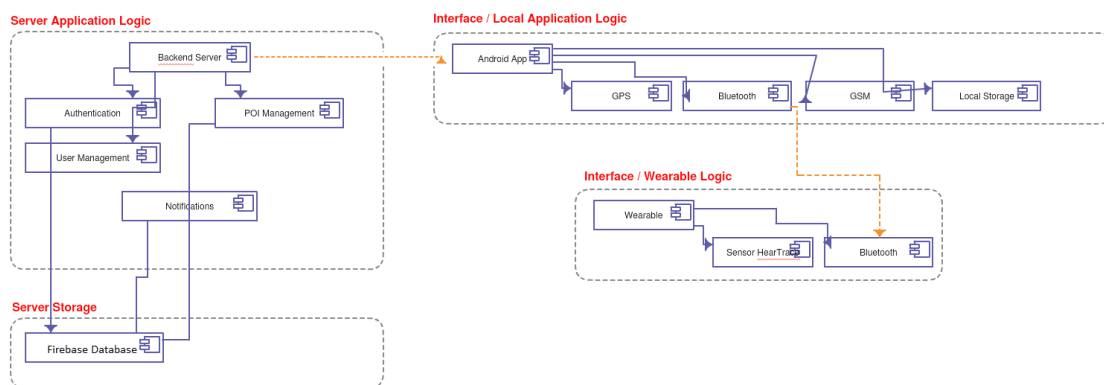 Server Application Logic
Backend Server
Authentication
POI Management
User Management
Notifications
Server Storage
Firebase Database
Interface / Local Application Logic
Android App
GPS
Bluetooth
GSM
Local Storage
Interface / Wearable Logic
Wearable
Sensor HearTrace
Bluetooth